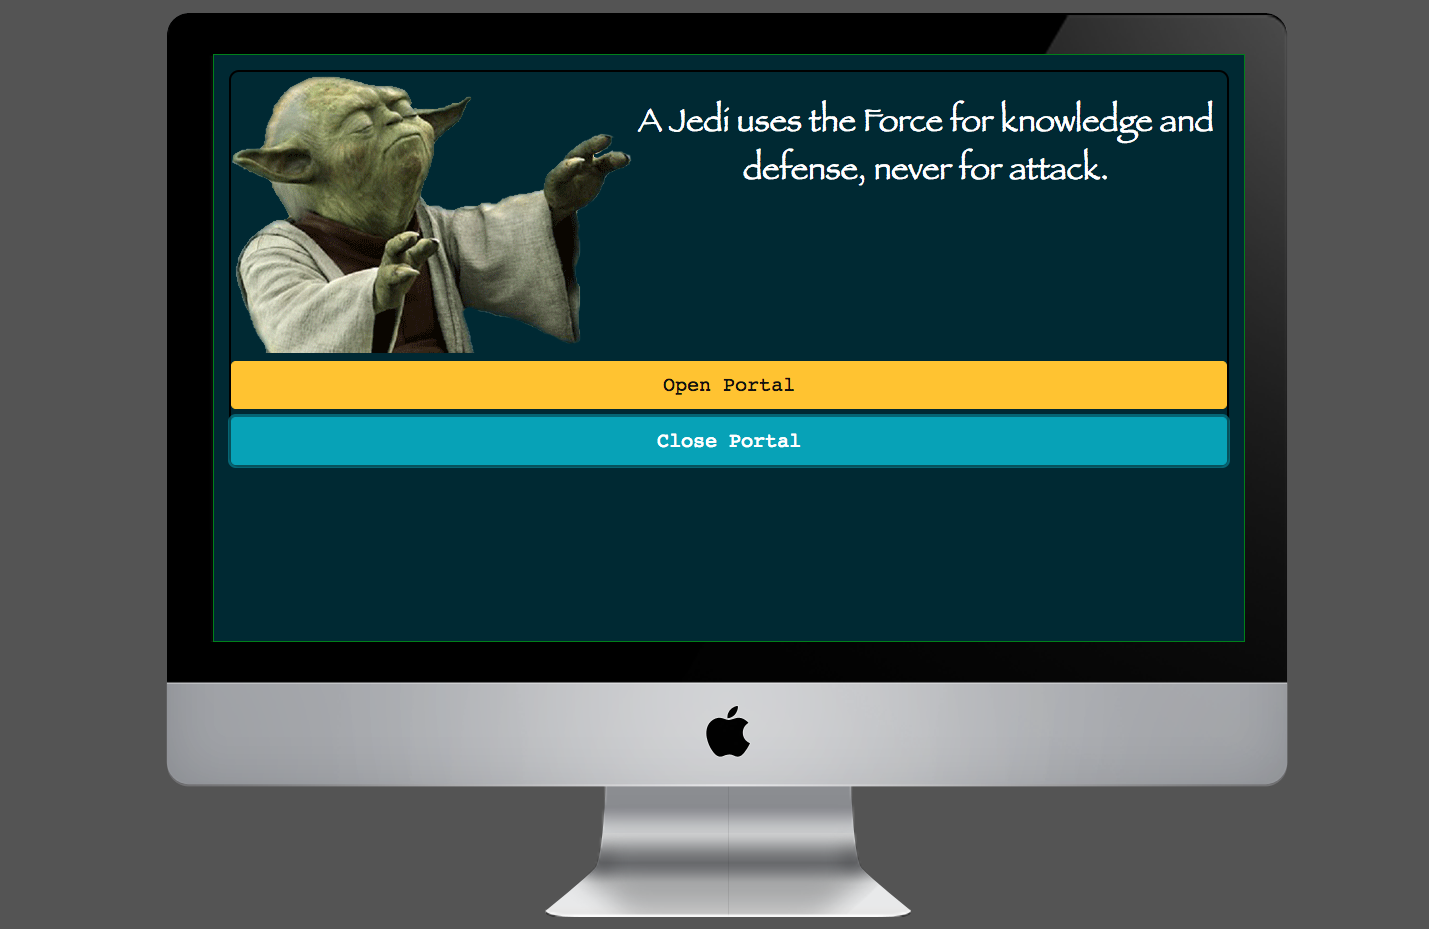 A Jedi uses the Force for knowledge and
defense, never for attack.
Open Portal
Close Portal